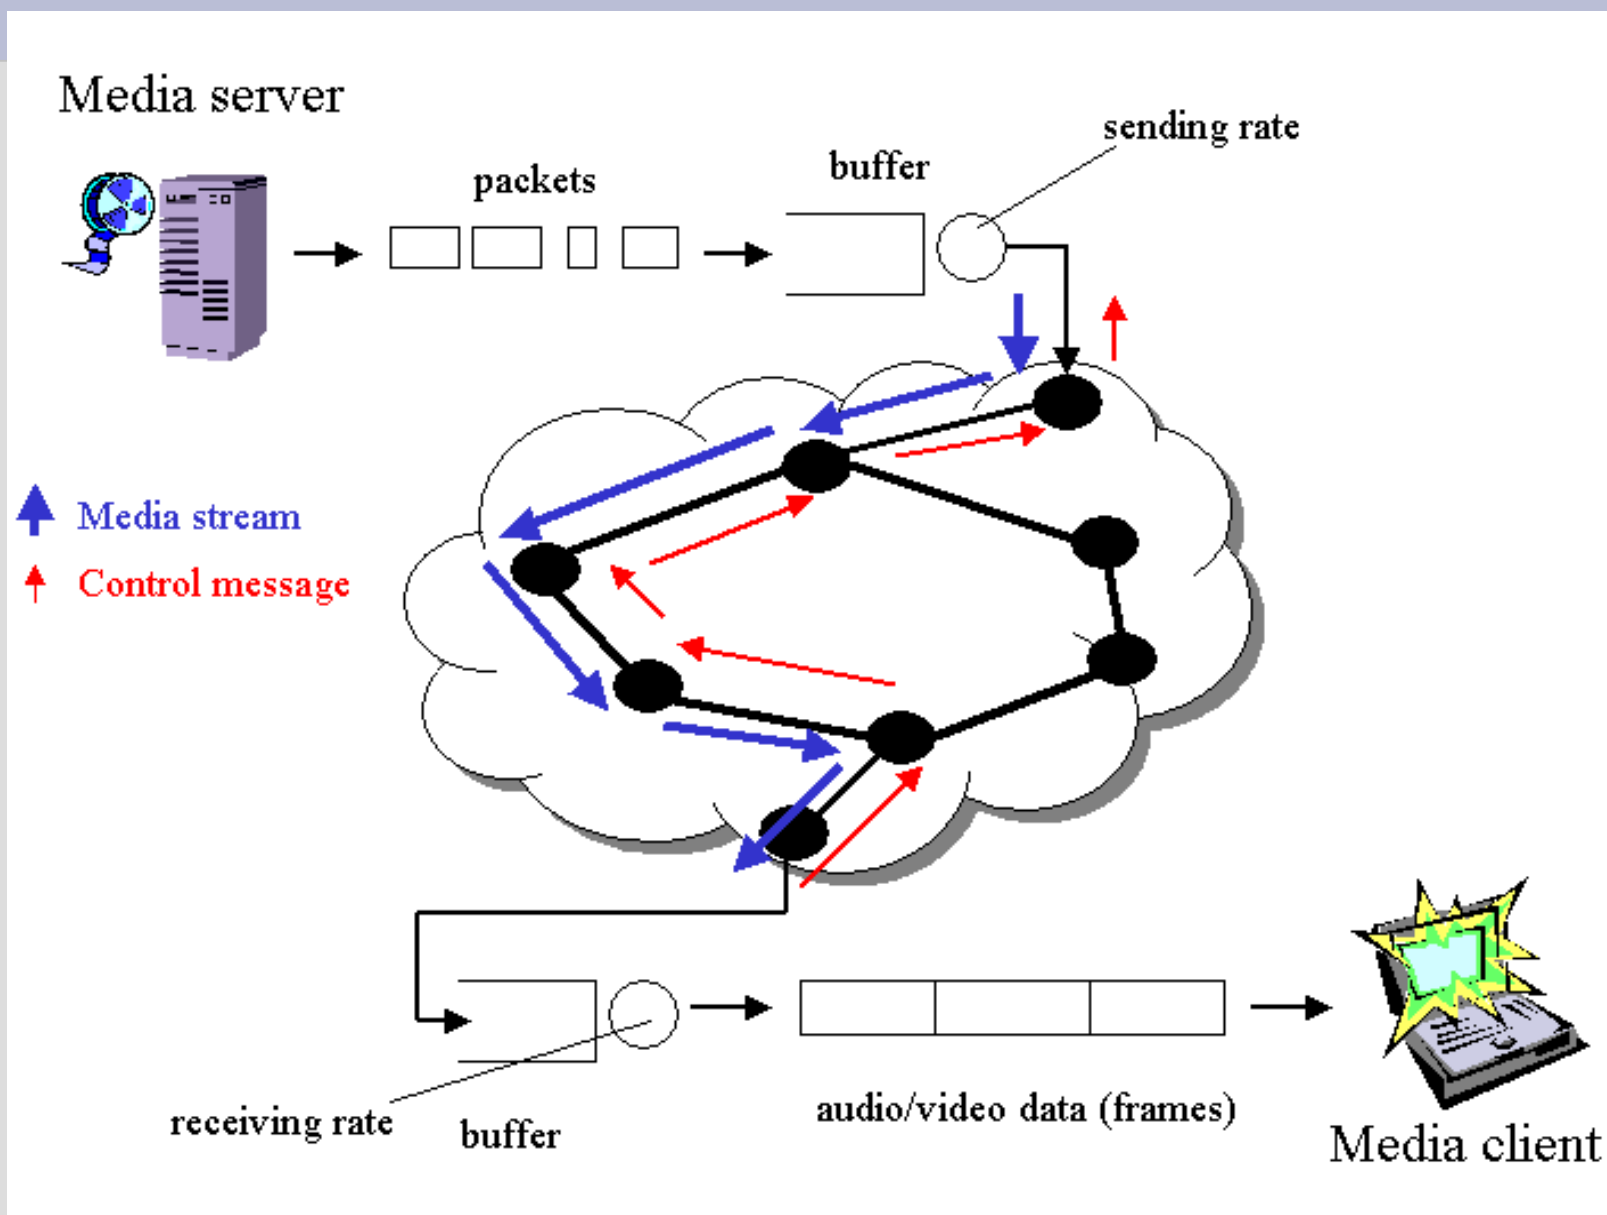 Media server
sending rate
buffer
packets
Media stream
Control message
receiving rate
buffer
audio/video data (frames)
Media client